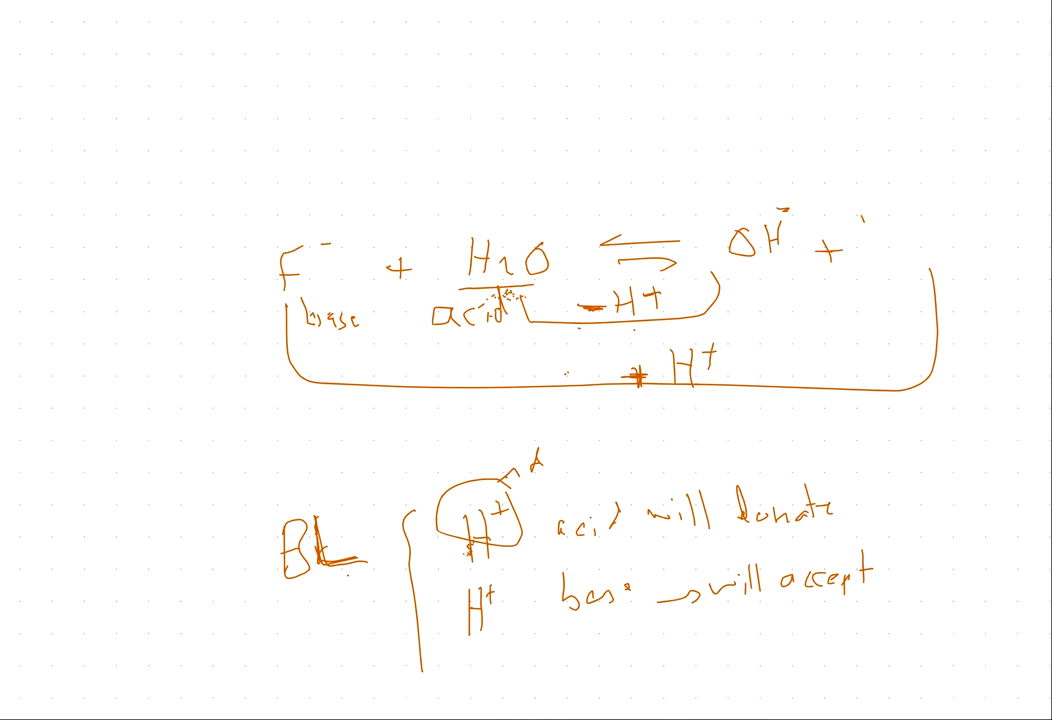 F⁻ + H₂O ⇌ OH⁻ +
base acid - H⁺
+ H⁺
BL H⁺ acid will donate
H⁺ base → will accept